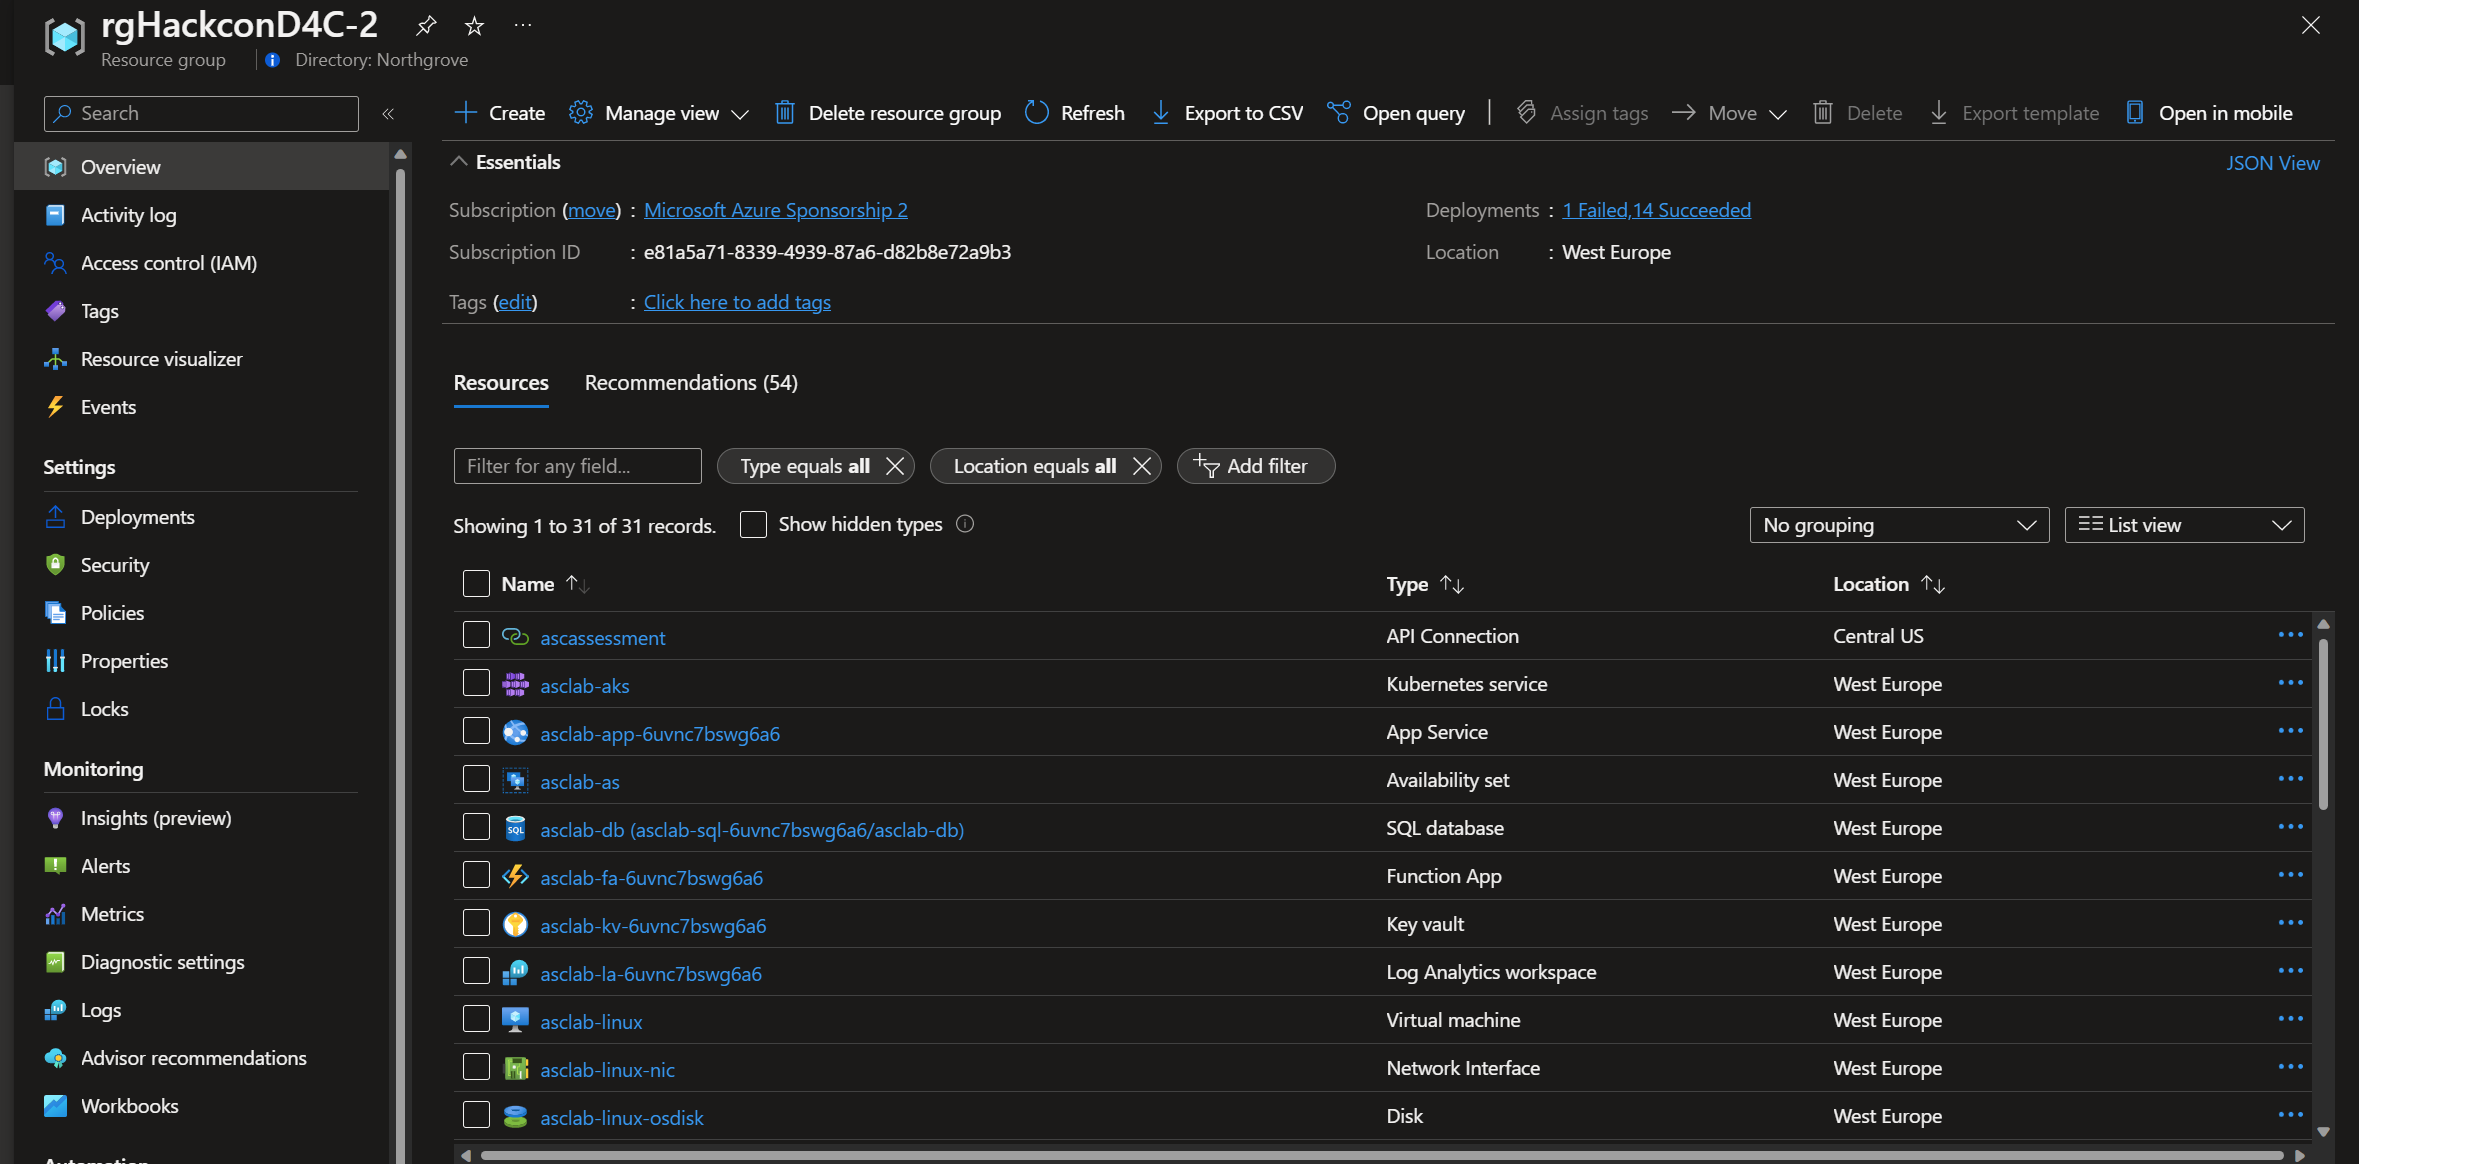 rgHackconD4C-2
Resource group
Directory: Northgrove
Search
Create
Manage view
Delete resource group
Refresh
Export to CSV
Open query
Assign tags
Move
Delete
Export template
Open in mobile
Overview
Activity log
Access control (IAM)
Tags
Resource visualizer
Events
Settings
Deployments
Security
Policies
Properties
Locks
Monitoring
Insights (preview)
Alerts
Metrics
Diagnostic settings
Logs
Advisor recommendations
Workbooks
Automation
Essentials
JSON View
Subscription (move) : Microsoft Azure Sponsorship 2
Deployments : 1 Failed,14 Succeeded
Subscription ID : e81a5a71-8339-4939-87a6-d82b8e72a9b3
Location : West Europe
Tags (edit) : Click here to add tags
Resources Recommendations (54)
Filter for any field... Type equals all Location equals all Add filter
Showing 1 to 31 of 31 records. Show hidden types No grouping List view
Name Type Location
ascassessment API Connection Central US
asclab-aks Kubernetes service West Europe
asclab-app-6uvnc7bswg6a6 App Service West Europe
asclab-as Availability set West Europe
SQL asclab-db (asclab-sql-6uvnc7bswg6a6/asclab-db) SQL database West Europe
asclab-fa-6uvnc7bswg6a6 Function App West Europe
asclab-kv-6uvnc7bswg6a6 Key vault West Europe
asclab-la-6uvnc7bswg6a6 Log Analytics workspace West Europe
asclab-linux Virtual machine West Europe
asclab-linux-nic Network Interface West Europe
asclab-linux-osdisk Disk West Europe